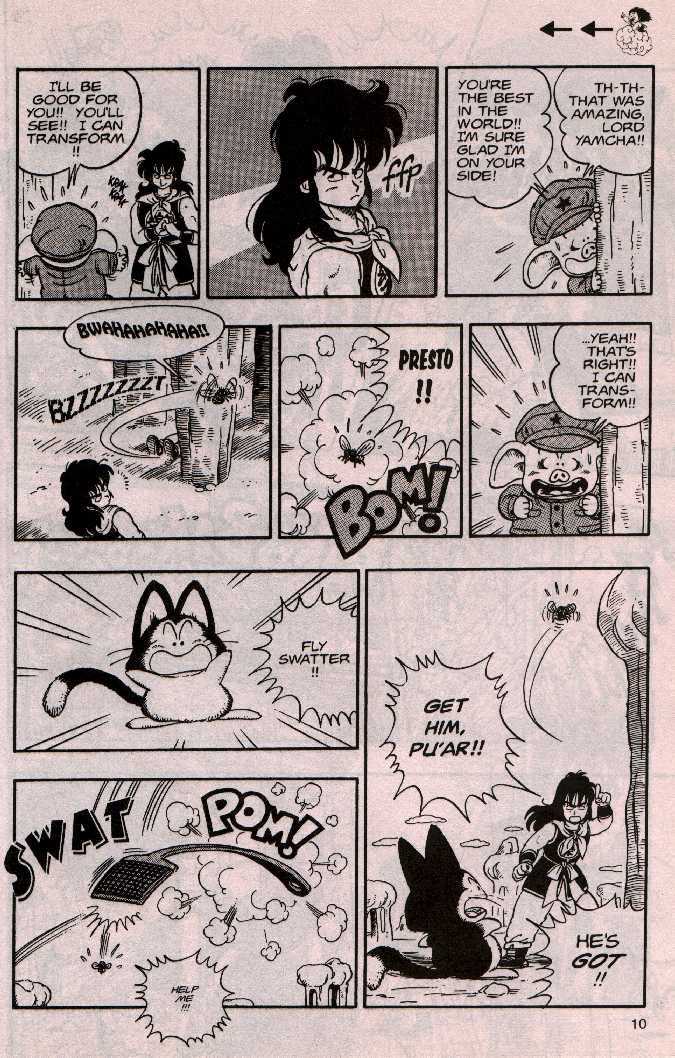 TH-TH-
THAT WAS
AMAZING,
LORD
YAMCHA!!
YOU'RE
THE BEST
IN THE
WORLD!!
I'M SURE
GLAD I'M
ON YOUR
SIDE!
ffp
I'LL BE
GOOD FOR
YOU!! YOU'LL
SEE!! I CAN
TRANSFORM
!!
...YEAH!!
THAT'S
RIGHT!!
I CAN
TRANS-
FORM!!
PRESTO
!!
BOM!
BWAHAHAHAHA!!
BZZZZZZZT
GET
HIM,
PU'AR!!
HE'S
GOT
!!
FLY
SWATTER
!!
POM!
SWAT
HELP
ME
!!!
10